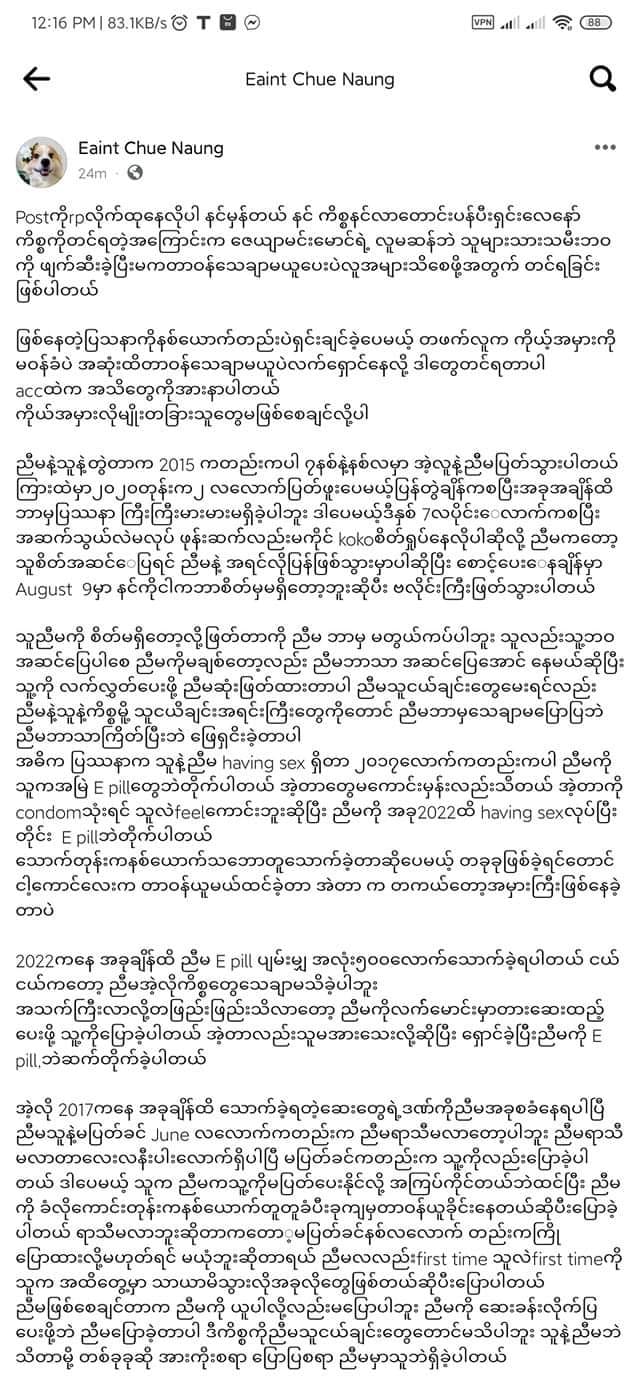 12:16 PM | 83.1KB/s
VPN
88
Eaint Chue Naung
Eaint Chue Naung
24m
Postကိုrpလိုက်ထုနေလိုပါ နင်မှန်တယ် နင် ကိစ္စနင်လာတောင်းပန်ပီးရှင်းလေနော်
ကိစ္စကိုတင်ရတဲ့အကြောင်းက ဇေယျာမင်းမောင်ရဲ့ လူမဆန်ဘဲ သူများသားသမီးဘဝ
ကို ဖျက်ဆီးခဲ့ပြီးမကတာဝန်သေချာမယူပေးပဲလူအများသိစေဖို့အတွက် တင်ရခြင်း
ဖြစ်ပါတယ်
ဖြစ်နေတဲ့ပြသနာကိုနစ်ယောက်တည်းပဲရှင်းချင်ခဲ့ပေမယ့် တဖက်လူက ကိုယ့်အမှားကို
မဝန်ခံပဲ အဆုံးထိတာဝန်သေချာမယူပဲလက်ရှောင်နေလို့ ဒါတွေတင်ရတာပါ
accထဲက အသိတွေကိုအားနာပါတယ်
ကိုယ်အမှားလိုမျိုးတခြားသူတွေမဖြစ်စေချင်လို့ပါ
ညီမနဲ့သူနဲ့တွဲတာက 2015 ကတည်းကပါ ၇နစ်နဲ့နစ်လမှာ အဲ့လူနဲ့ညီမပြတ်သွားပါတယ်
ကြားထဲမှာ၂၀၂၀တုန်းက၂ လလောက်ပြတ်ဖူးပေမယ့်ပြန်တွဲချိန်ကစပြီးအခုအချိန်ထိ
ဘာမှပြဿနာ ကြီးကြီးမားမားမရှိခဲ့ပါဘူး ဒါပေမယ့်ဒီနှစ် 7လပိုင်းေလာက်ကစပြီး
အဆက်သွယ်လဲမလုပ် ဖုန်းဆက်လည်းမကိုင် kokoစိတ်ရှုပ်နေလိုပါဆိုလို့ ညီမကတော့
သူစိတ်အဆင်ေပြရင် ညီမနဲ့ အရင်လိုပြန်ဖြစ်သွားမှာပါဆိုပြီး စောင့်ပေးေနချိန်မှာ
August 9မှာ နင်ကိုငါကဘာစိတ်မှမရှိတော့ဘူးဆိုပီး ဗလိုင်းကြီးဖြတ်သွားပါတယ်
သူညီမကို စိတ်မရှိတော့လို့ဖြတ်တာကို ညီမ ဘာမှ မတွယ်ကပ်ပါဘူး သူလည်းသူ့ဘဝ
အဆင်ပြေပါစေ ညီမကိုမချစ်တော့လည်း ညီမဘာသာ အဆင်ပြေအောင် နေမယ်ဆိုပြီး
သူ့ကို လက်လွှတ်ပေးဖို့ ညီမဆုံးဖြတ်ထားတာပါ ညီမသူငယ်ချင်းတွေမေးရင်လည်း
ညီမနဲ့သူနဲ့ကိစ္စမို့ သူငယိချင်းအရင်းကြီးတွေကိုတောင် ညီမဘာမှသေချာမပြောပြဘဲ
ညီမဘာသာကြိတ်ပြီးဘဲ ဖြေရှင်းခဲ့တာပါ
အဓိက ပြဿနာက သူနဲ့ညီမ having sex ရှိတာ ၂၀၁၇လောက်ကတည်းကပါ ညီမကို
သူကအမြဲ E pillတွေဘဲတိုက်ပါတယ် အဲ့တာတွေမကောင်းမှန်းလည်းသိတယ် အဲ့တာကို
condomသုံးရင် သူလဲfeelကောင်းဘူးဆိုပြီး ညီမကို အခု2022ထိ having sexလုပ်ပြီး
တိုင်း E pillဘဲတိုက်ပါတယ်
သောက်တုန်းကနစ်ယောက်သဘောတူသောက်ခဲ့တာဆိုပေမယ့် တခုခုဖြစ်ခဲ့ရင်တောင်
ငါ့ကောင်လေးက တာဝန်ယူမယ်ထင်ခဲ့တာ အဲတာ က တကယ်တော့အမှားကြီးဖြစ်နေခဲ့
တာပဲ
2022ကနေ အခုချိန်ထိ ညီမ E pill ပျမ်းမျှ အလုံး၅၀၀လောက်သောက်ခဲ့ရပါတယ် ငယ်
ငယ်ကတော့ ညီမအဲ့လိုကိစ္စတွေသေချာမသိခဲ့ပါဘူး
အသက်ကြီးလာလို့တဖြည်းဖြည်းသိလာတော့ ညီမကိုလက်မောင်းမှာတားဆေးထည့်
ပေးဖို့ သူ့ကိုပြောခဲ့ပါတယ် အဲ့တာလည်းသူမအားသေးလို့ဆိုပြီး ရှောင်ခဲ့ပြီးညီမကို E
pill,ဘဲဆက်တိုက်ခဲ့ပါတယ်
အဲ့လို 2017ကနေ အခုချိန်ထိ သောက်ခဲ့ရတဲ့ဆေးတွေရဲ့ဒဏ်ကိုညီမအခုစခံနေရပါပြီ
ညီမသူနဲ့မပြတ်ခင် June လလောက်ကတည်းက ညီမရာသီမလာတော့ပါဘူး ညီမရာသီ
မလာတာလေးလနီးပါးလောက်ရှိပါပြီ မပြတ်ခင်ကတည်းက သူ့ကိုလည်းပြောခဲ့ပါ
တယ် ဒါပေမယ့် သူက ညီမကသူ့ကိုမပြတ်ပေးနိုင်လို့ အကြပ်ကိုင်တယ်ဘဲထင်ပြီး ညီမ
ကို ခံလိုကောင်းတုန်းကနစ်ယောက်တူတူခံပီးခုကျမှတာဝန်ယူခိုင်းနေတယ်ဆိုပီးပြောခဲ့
ပါတယ် ရာသီမလာဘူးဆိုတာကတော့မပြတ်ခင်နစ်လလောက် တည်းကကြို
ပြောထားလို့မဟုတ်ရင် မယုံဘူးဆိုတာရယ် ညီမလလည်းfirst time သူလဲfirst timeကို
သူက အထိတွေ့မှာ သာယာမိသွားလိုအခုလိုတွေဖြစ်တယ်ဆိုပီးပြောပါတယ်
ညီမဖြစ်စေချင်တာက ညီမကို ယူပါလို့လည်းမပြောပါဘူး ညီမကို ဆေးခန်းလိုက်ပြ
ပေးဖို့ဘဲ ညီမပြောခဲ့တာပါ ဒီကိစ္စကိုညီမသူငယ်ချင်းတွေတောင်မသိပါဘူး သူနဲ့ညီမဘဲ
သိတာမို့ တစ်ခုခုဆို အားကိုးစရာ ပြောပြစရာ ညီမမှာသူဘဲရှိခဲ့ပါတယ်